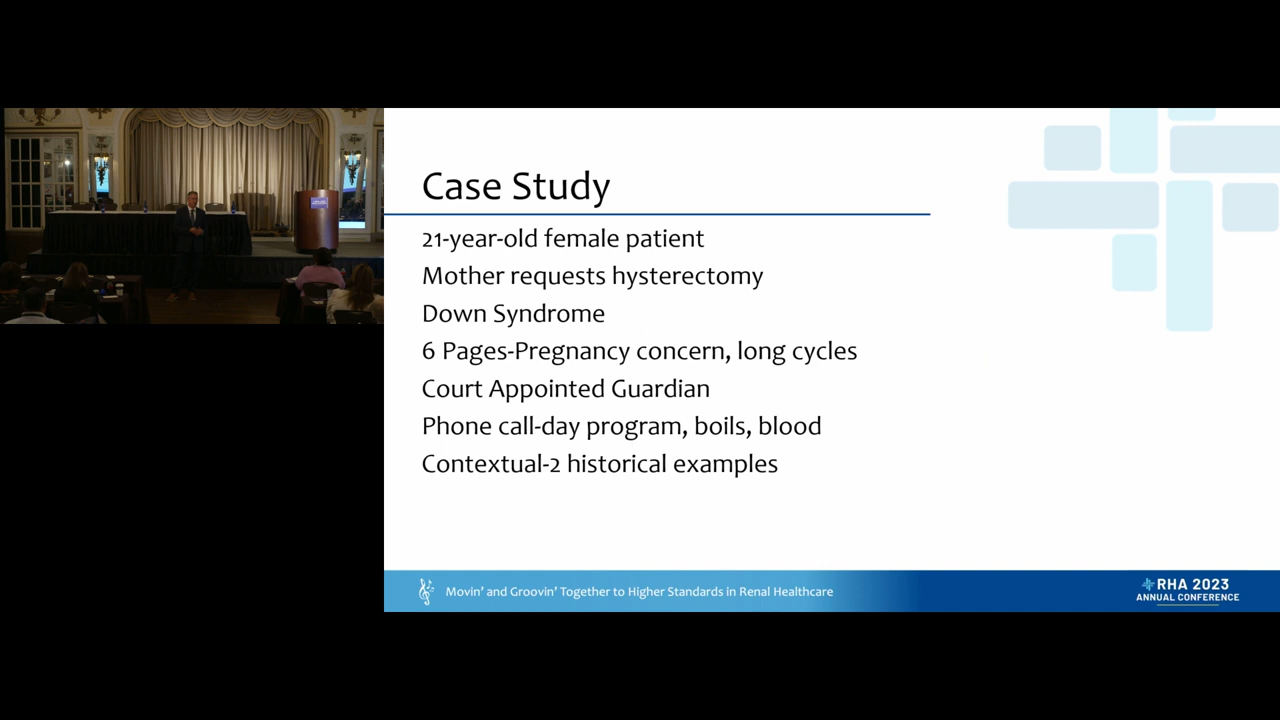 Case Study
21-year-old female patient
Mother requests hysterectomy
Down Syndrome
6 Pages-Pregnancy concern, long cycles
Court Appointed Guardian
Phone call-day program, boils, blood
Contextual-2 historical examples
Movin' and Groovin' Together to Higher Standards in Renal Healthcare
RHA 2023
ANNUAL CONFERENCE